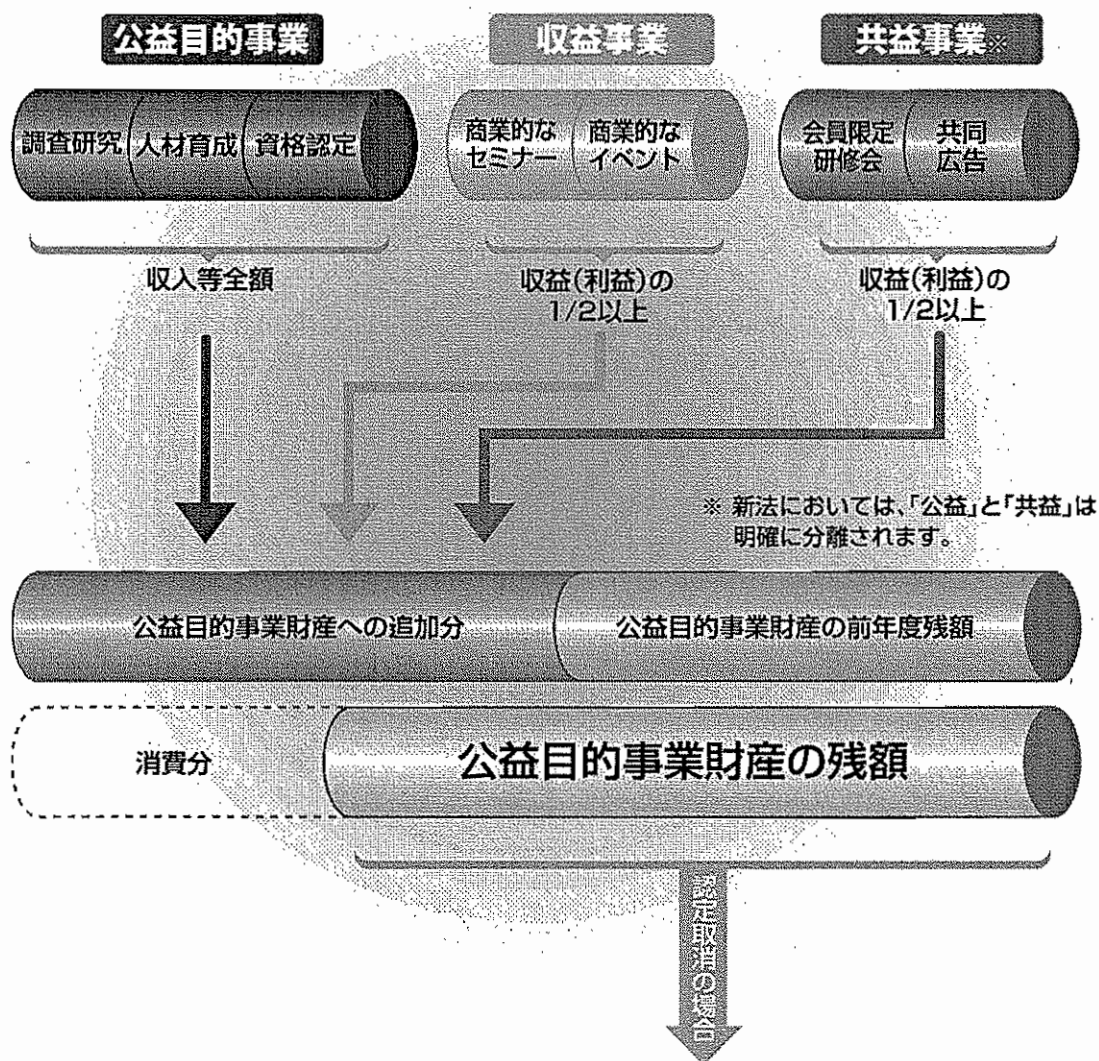 公益目的事業
収益事業
共益事業※
調査研究
人材育成
資格認定
商業的な
セミナー
商業的な
イベント
会員限定
研修会
共同
広告
収入等全額
収益(利益)の
1/2以上
収益(利益)の
1/2以上
※ 新法においては、「公益」と「共益」は
明確に分離されます。
公益目的事業財産への追加分
公益目的事業財産の前年度残額
消費分
公益目的事業財産の残額
認定取消の場合